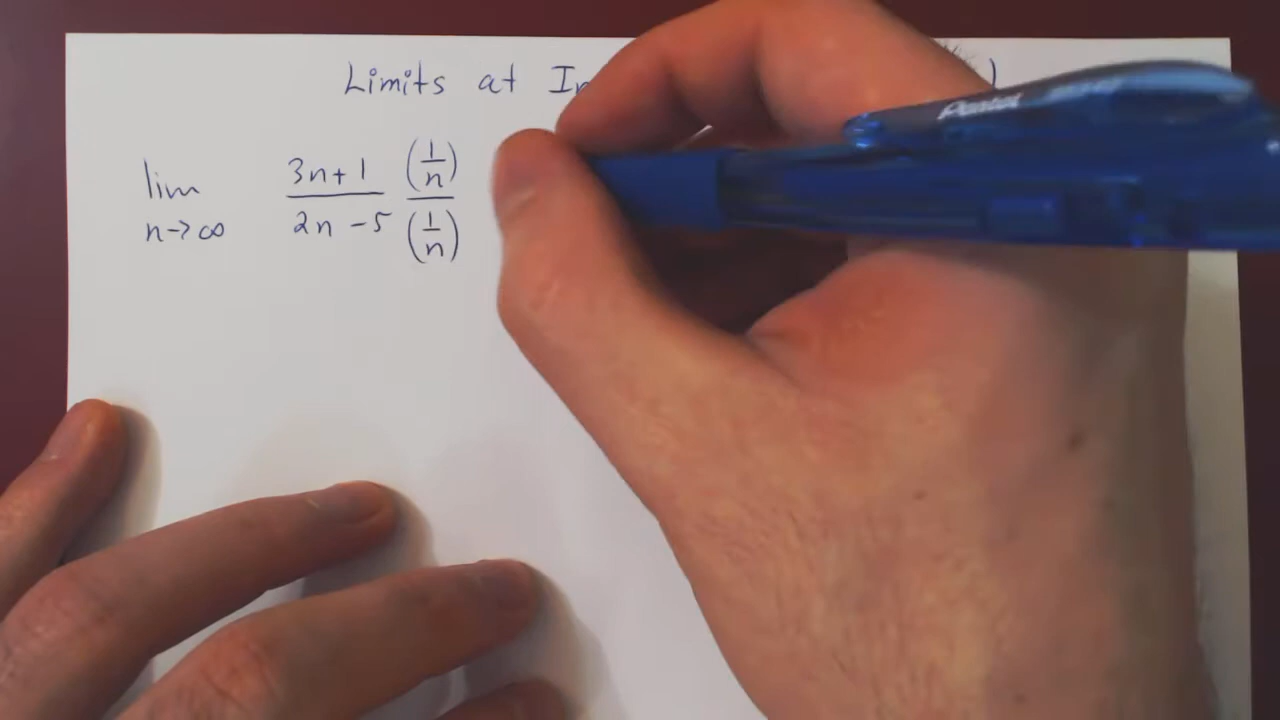 Limits at
lim n→∞ (3n+1)/(2n-5) (1/n)/(1/n)
Pentel